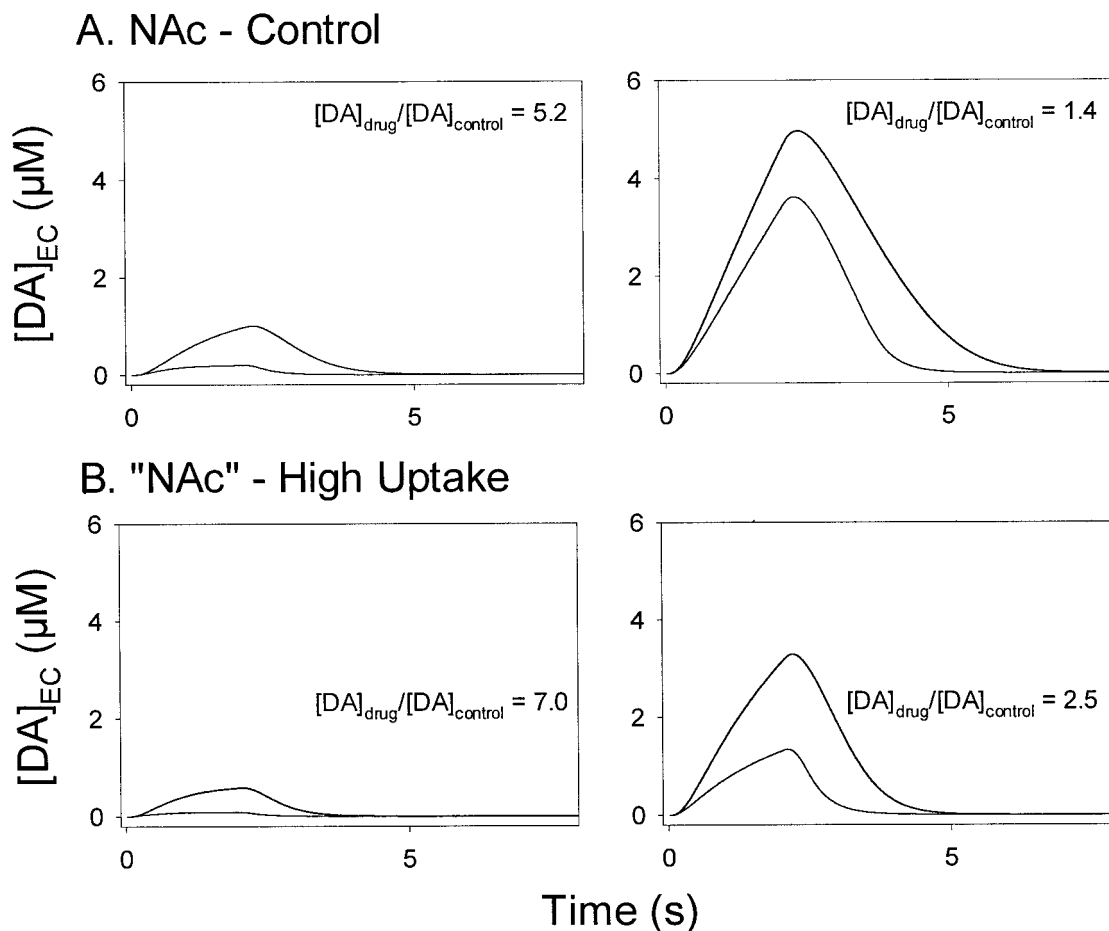 A. NAc - Control
[DA]EC (µM)
6
4
2
0
0
5
[DA]drug/[DA]control = 5.2
6
4
2
0
0
5
[DA]drug/[DA]control = 1.4
B. "NAc" - High Uptake
[DA]EC (µM)
6
4
2
0
0
5
[DA]drug/[DA]control = 7.0
6
4
2
0
0
5
[DA]drug/[DA]control = 2.5
Time (s)